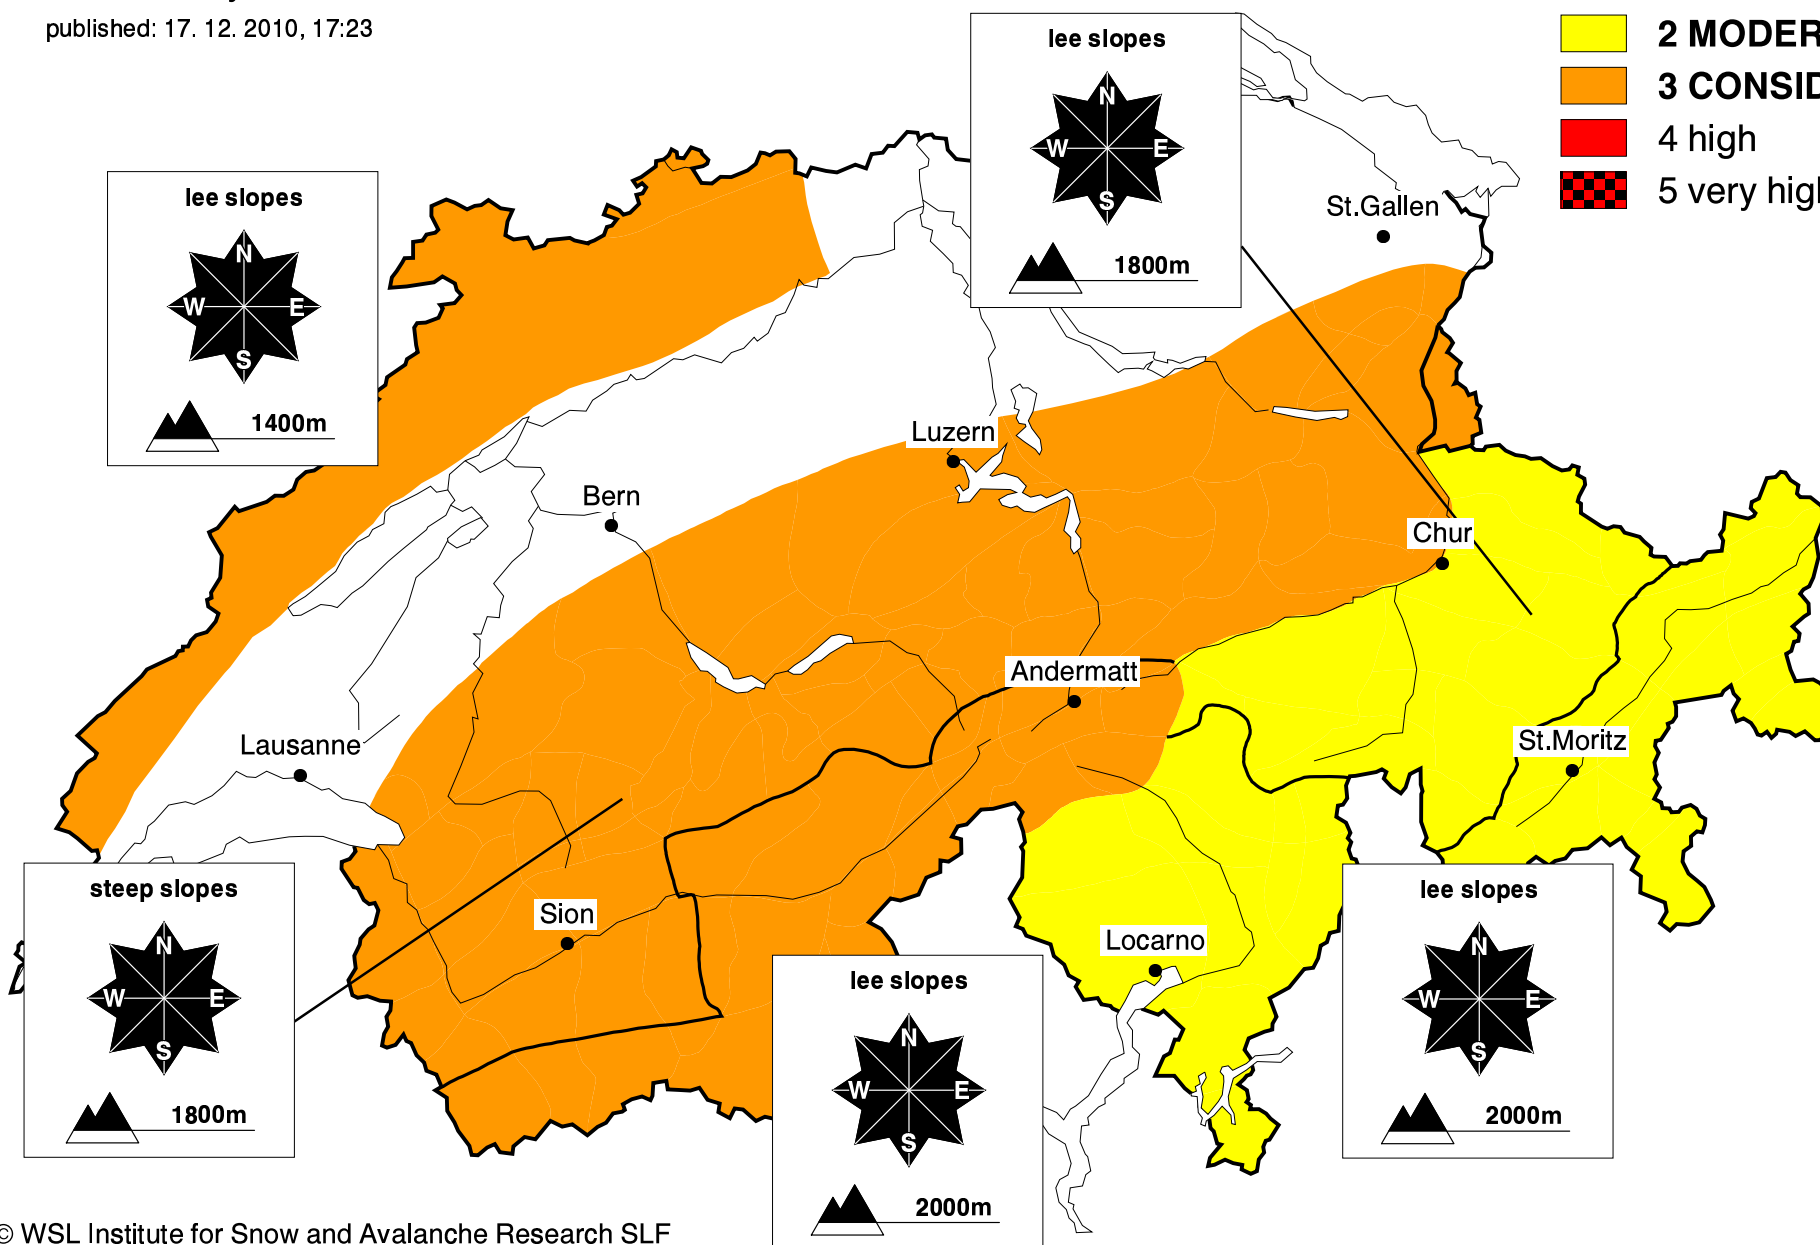 published: 17. 12. 2010, 17:23
2 MODER
3 CONSID
4 high
5 very high
lee slopes
N
W E
S
1800m
lee slopes
N
W E
S
1400m
St.Gallen
Luzern
Bern
Chur
Andermatt
St.Moritz
Lausanne
Sion
Locarno
steep slopes
N
W E
S
1800m
lee slopes
N
W E
S
2000m
lee slopes
N
W E
S
2000m
© WSL Institute for Snow and Avalanche Research SLF